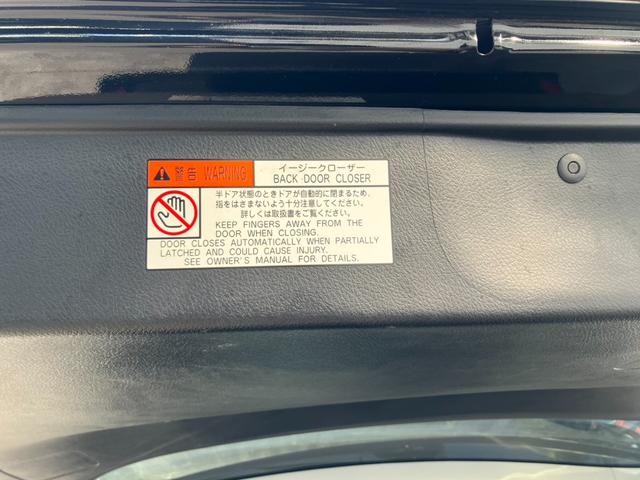 警告 WARNING
イージークローザー
BACK DOOR CLOSER
半ドア状態のときドアが自動的に閉まるため、
指をはさまないよう十分注意してください。
詳しくは取扱書をご覧ください。
KEEP FINGERS AWAY FROM THE
DOOR WHEN CLOSING.
DOOR CLOSES AUTOMATICALLY WHEN PARTIALLY
LATCHED AND COULD CAUSE INJURY.
SEE OWNER'S MANUAL FOR DETAILS.